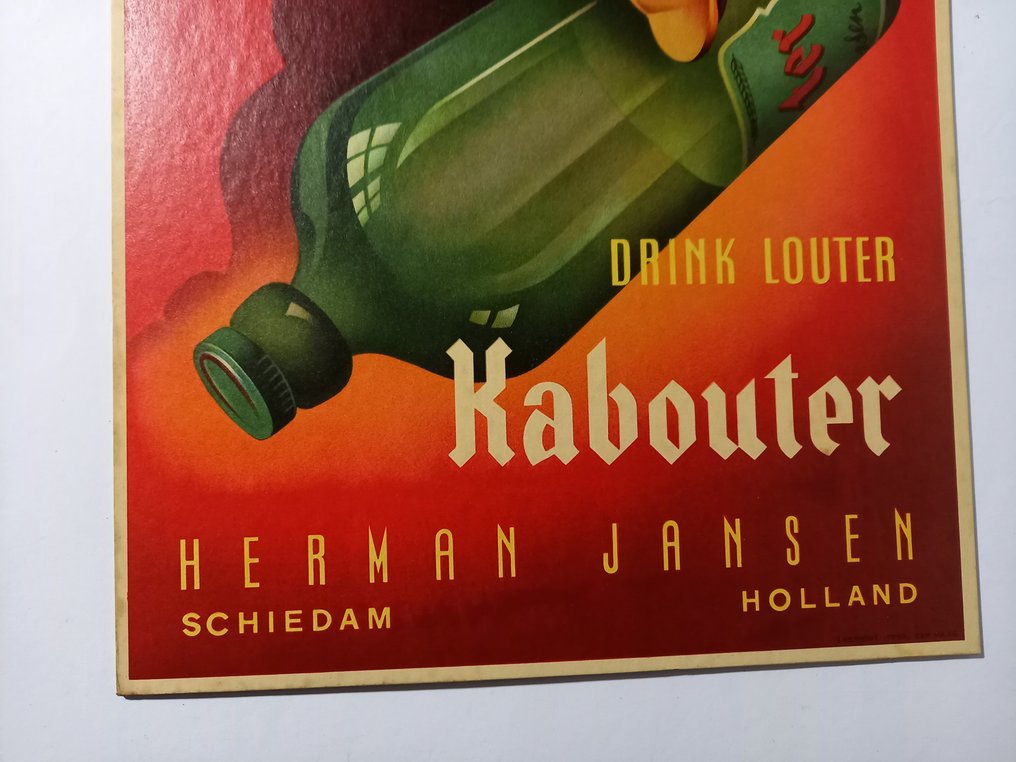 DRINK LOUTER
Kabouter
HERMAN JANSEN
SCHIEDAM HOLLAND